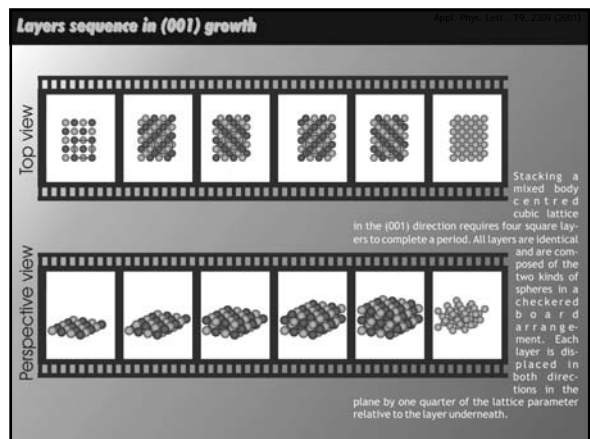 Layers sequence in (001) growth
Appl. Phys. Lett., 79, 2309 (2001)
Top view
Perspective view
Stacking a
mixed body
centred
cubic lattice
in the (001) direction requires four square lay-
ers to complete a period. All layers are identical
and are com-
posed of the
two kinds of
spheres in a
checkered
board
arrange-
ment. Each
layer is dis-
placed in
both direc-
tions in the
plane by one quarter of the lattice parameter
relative to the layer underneath.